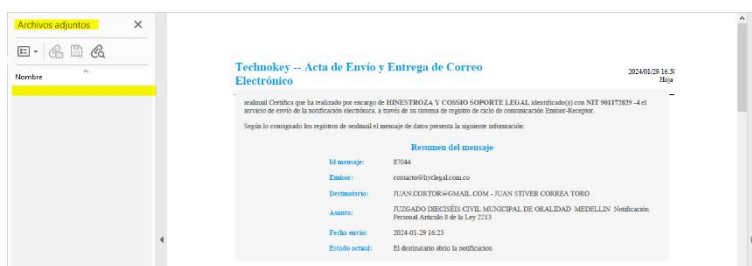 Archivos adjuntos
Nombre
Technokey -- Acta de Envío y Entrega de Correo
Electrónico
2024/01/29 16:5
Hoja
sealmail Certifica que ha realizado por encargo de HINESTROZA Y COSSIO SOPORTE LEGAL identificado(a) con NIT 901172829 -4 el
servicio de envío de la notificación electrónica, a través de su sistema de registro de ciclo de comunicación Emisor-Receptor.
Según lo consignado los registros de sealmail el mensaje de datos presenta la siguiente información:
Resumen del mensaje
Id mensaje: 87044
Emisor: contacto@hyclegal.com.co
Destinatario: JUAN.CORTOR@GMAIL.COM - JUAN STIVER CORREA TORO
Asunto: JUZGADO DIECISÉIS CIVIL MUNICIPAL DE ORALIDAD MEDELLIN Notificación
Personal Articulo 8 de la Ley 2213
Fecha envío: 2024-01-29 16:23
Estado actual: El destinatario abrio la notificacion